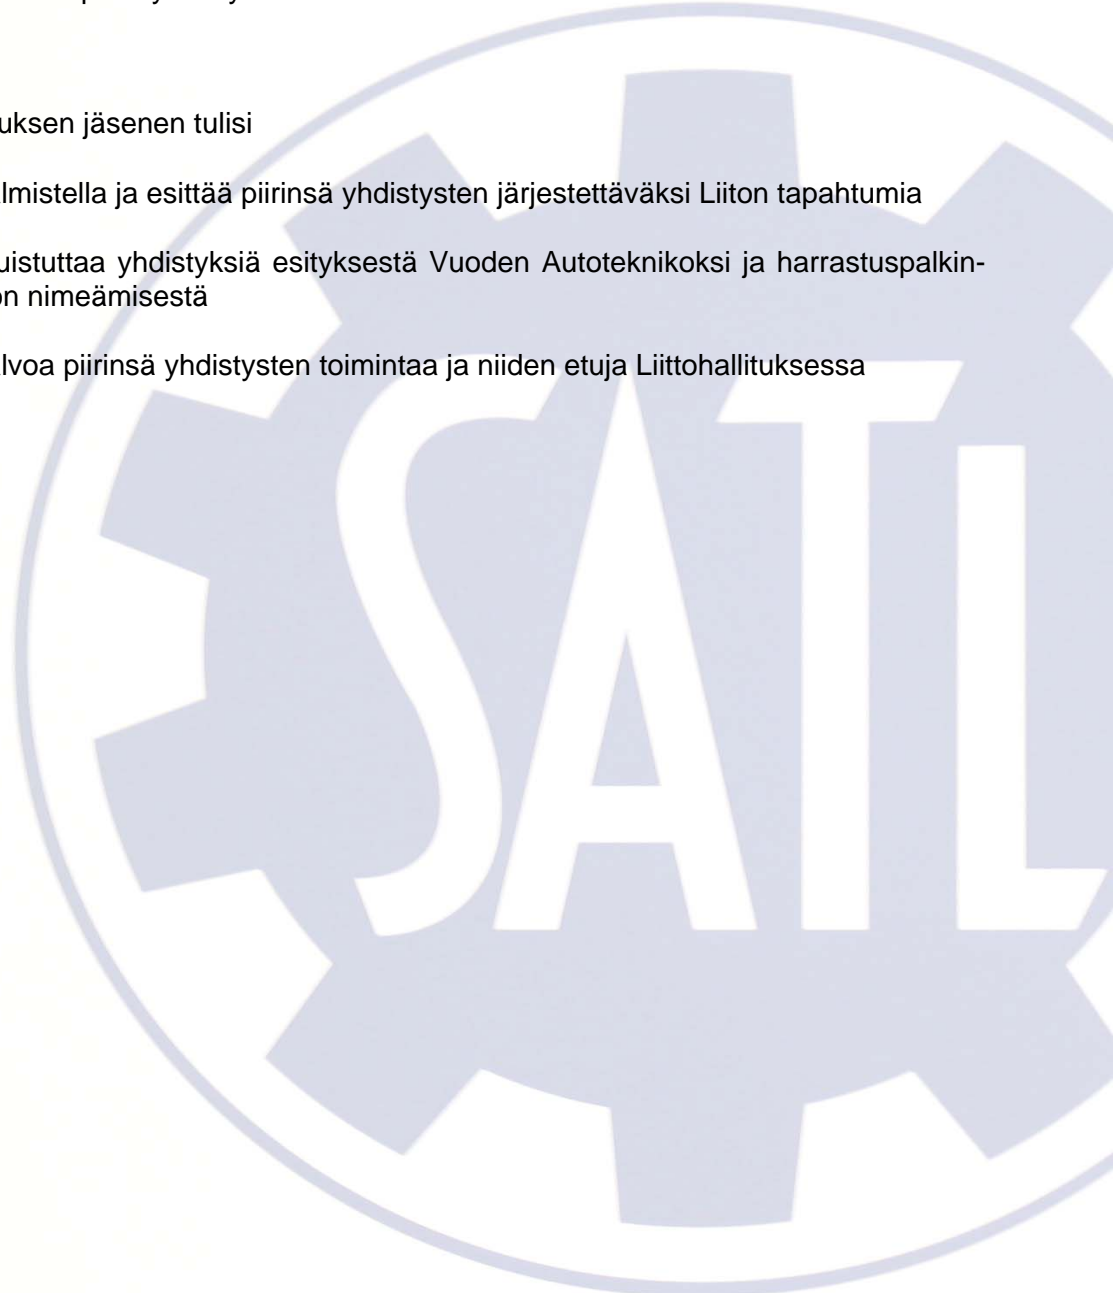 uksen jäsenen tulisi
lmistella ja esittää piirinsä yhdistysten järjestettäväksi Liiton tapahtumia
uistuttaa yhdistyksiä esityksestä Vuoden Autoteknikoksi ja harrastuspalkin-
on nimeämisestä
lvoa piirinsä yhdistysten toimintaa ja niiden etuja Liittohallituksessa
SATL